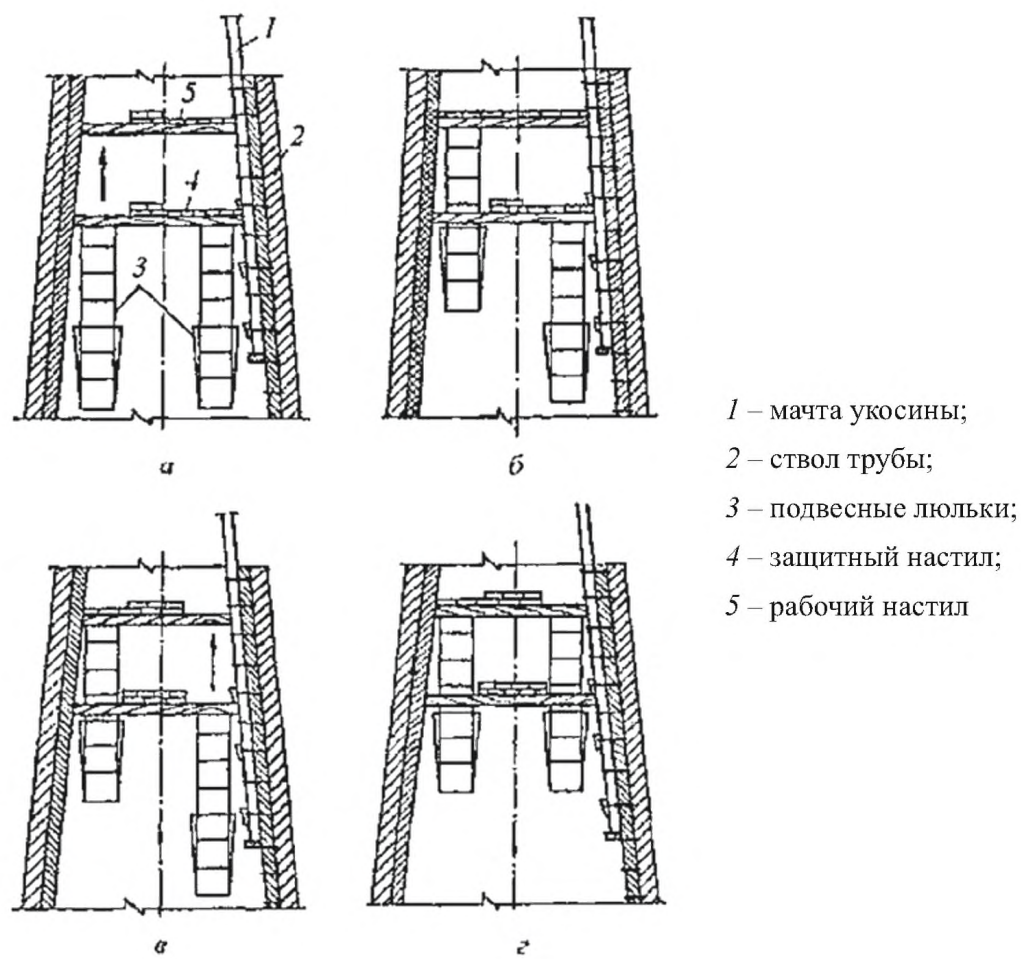 1
5
2
4
3
а
б
1 – мачта укосины;
2 – ствол трубы;
3 – подвесные люльки;
4 – защитный настил;
5 – рабочий настил
в
г